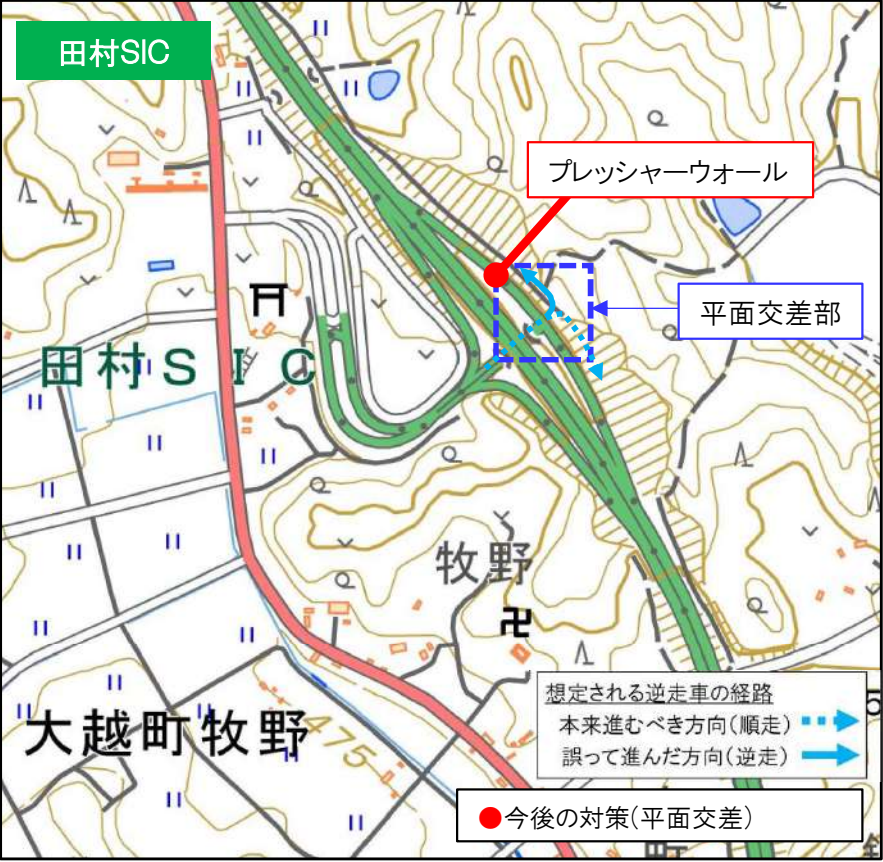 田村SIC
プレッシャーウォール
平面交差部
田村SIC
牧野
大越町牧野
475
想定される逆走車の経路
本来進むべき方向(順走)
誤って進んだ方向(逆走)
●今後の対策(平面交差)